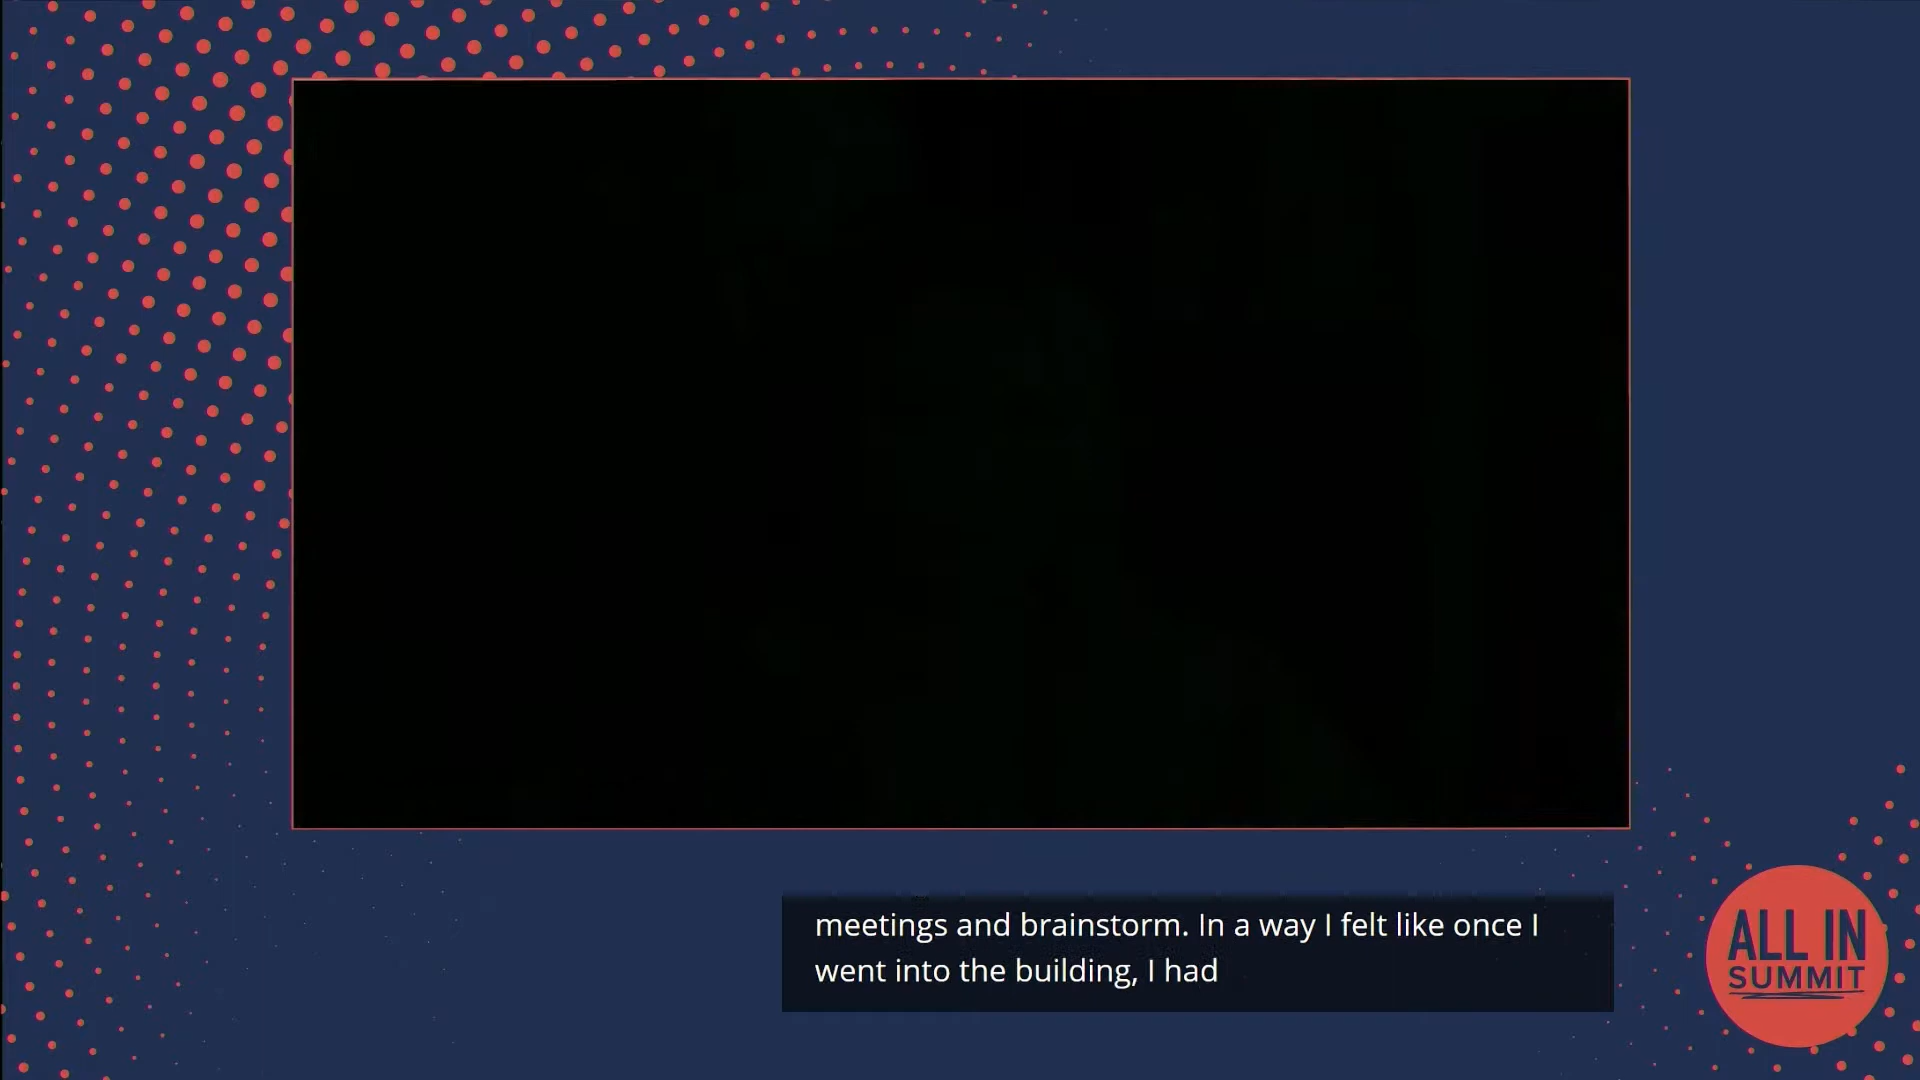 meetings and brainstorm. In a way I felt like once I
went into the building, I had
ALL IN
SUMMIT